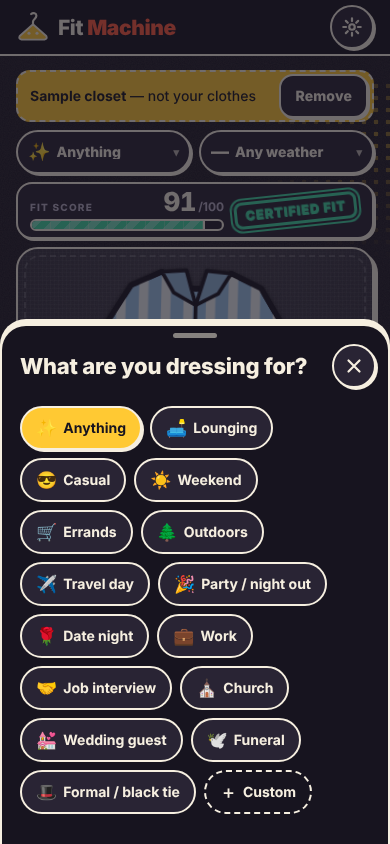 Fit Machine
Sample closet — not your clothes
Remove
Anything
Any weather
FIT SCORE
91 /100
CERTIFIED FIT
What are you dressing for?
Anything
Lounging
Casual
Weekend
Errands
Outdoors
Travel day
Party / night out
Date night
Work
Job interview
Church
Wedding guest
Funeral
Formal / black tie
+ Custom